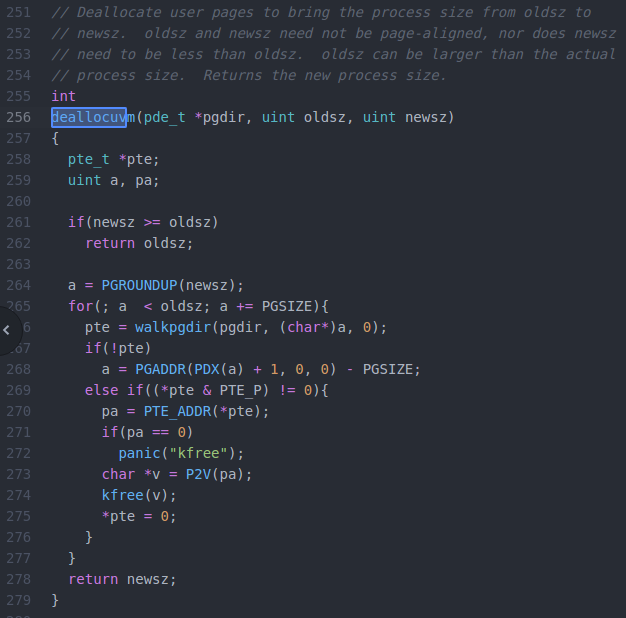 251 // Deallocate user pages to bring the process size from oldsz to
252 // newsz.  oldsz and newsz need not be page-aligned, nor does newsz
253 // need to be less than oldsz.  oldsz can be larger than the actual
254 // process size.  Returns the new process size.
255 int
256 deallocuvm(pde_t *pgdir, uint oldsz, uint newsz)
257 {
258   pte_t *pte;
259   uint a, pa;
260
261   if(newsz >= oldsz)
262     return oldsz;
263
264   a = PGROUNDUP(newsz);
265   for(; a  < oldsz; a += PGSIZE){
6     pte = walkpgdir(pgdir, (char*)a, 0);
67     if(!pte)
268       a = PGADDR(PDX(a) + 1, 0, 0) - PGSIZE;
269     else if((*pte & PTE_P) != 0){
270       pa = PTE_ADDR(*pte);
271       if(pa == 0)
272         panic("kfree");
273       char *v = P2V(pa);
274       kfree(v);
275       *pte = 0;
276     }
277   }
278   return newsz;
279 }